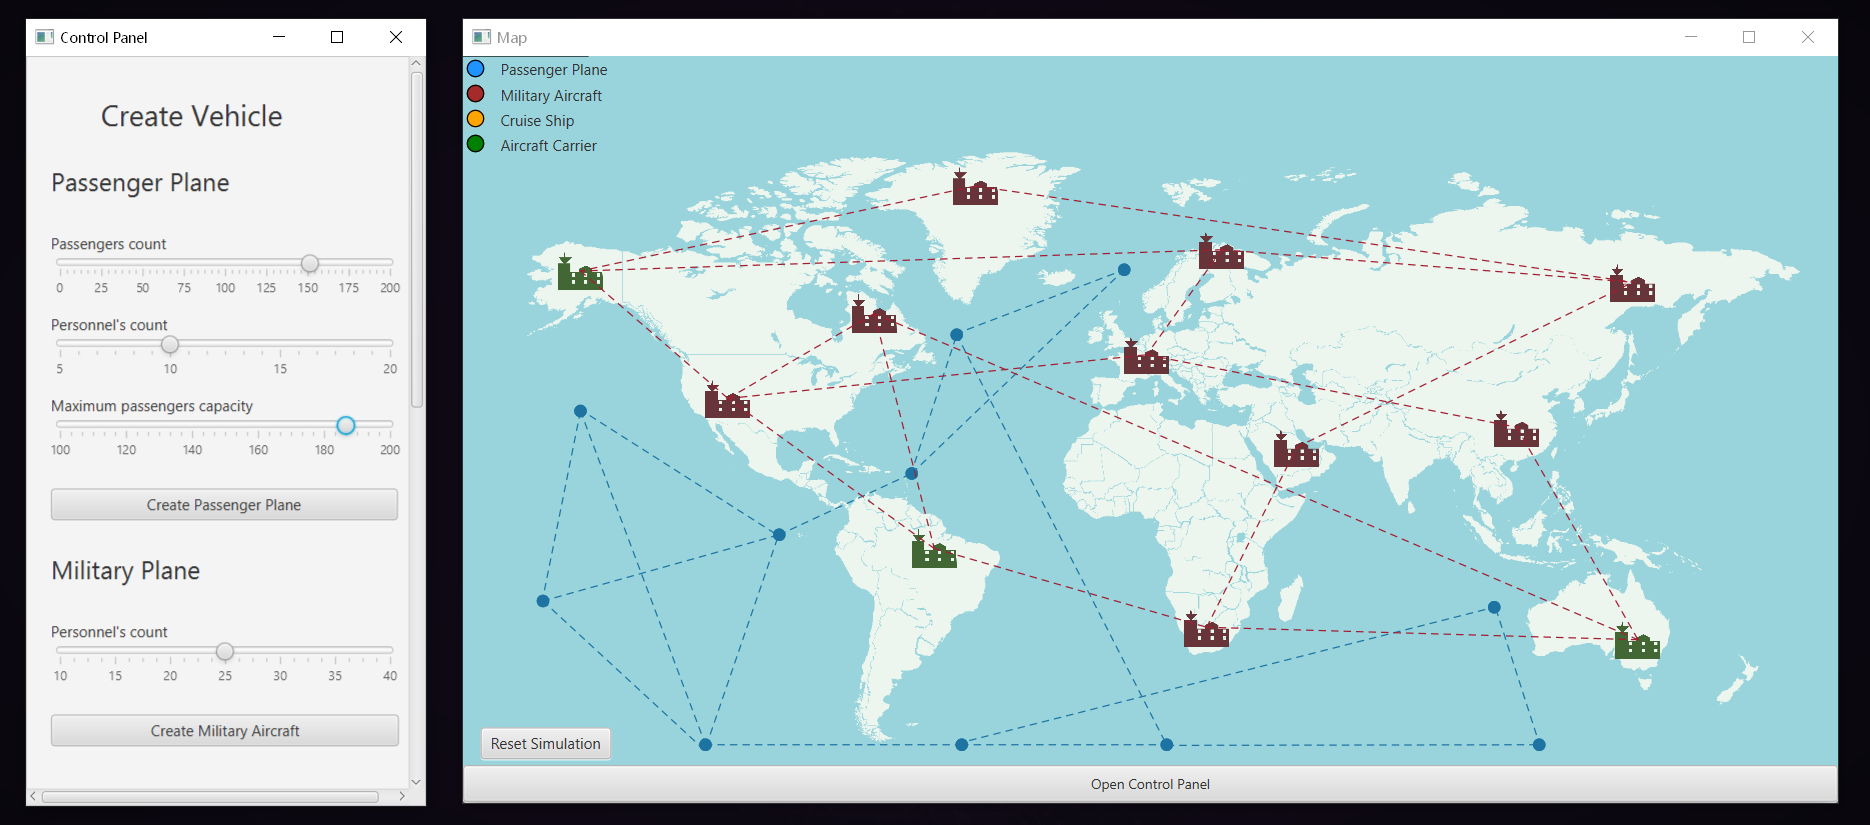 Control Panel
Create Vehicle
Passenger Plane
Passengers count
0 25 50 75 100 125 150 175 200
Personnel's count
5 10 15 20
Maximum passengers capacity
100 120 140 160 180 200
Create Passenger Plane
Military Plane
Personnel's count
10 15 20 25 30 35 40
Create Military Aircraft
Map
Passenger Plane
Military Aircraft
Cruise Ship
Aircraft Carrier
Reset Simulation
Open Control Panel